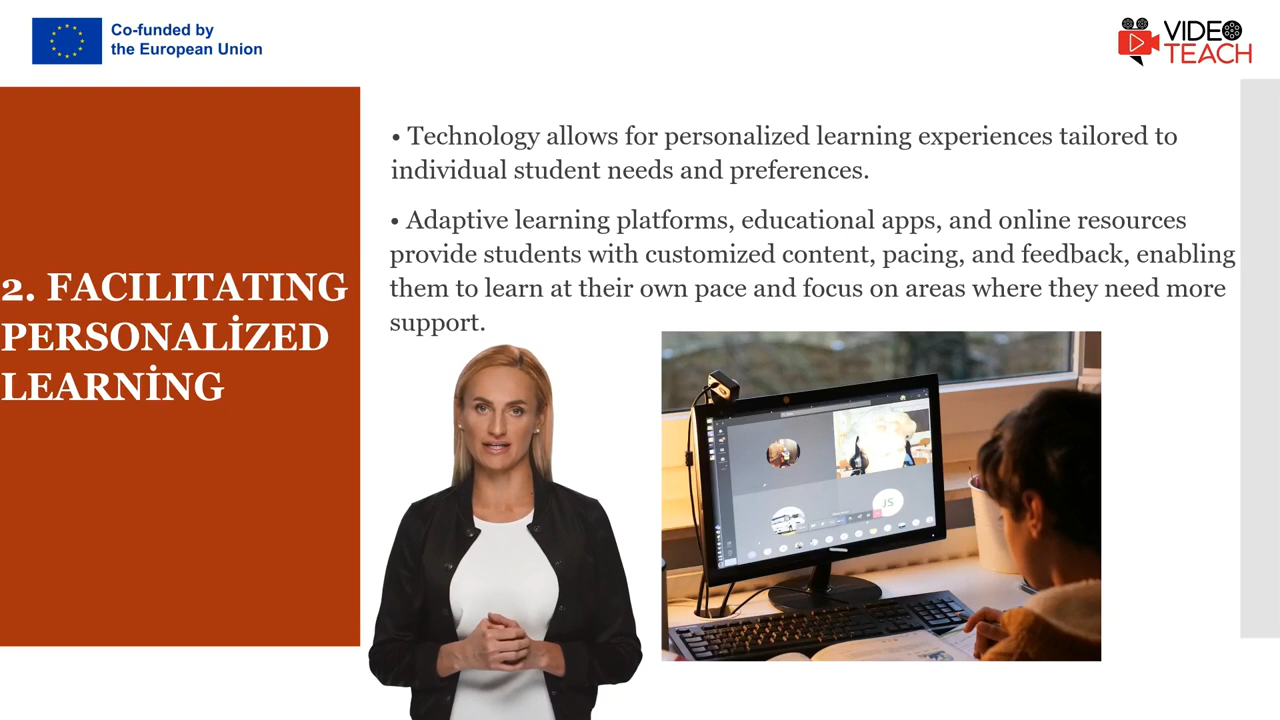 Co-funded by
the European Union
VIDEO
TEACH
2. FACILITATING
PERSONALİZED
LEARNİNG
• Technology allows for personalized learning experiences tailored to
individual student needs and preferences.
• Adaptive learning platforms, educational apps, and online resources
provide students with customized content, pacing, and feedback, enabling
them to learn at their own pace and focus on areas where they need more
support.
JS